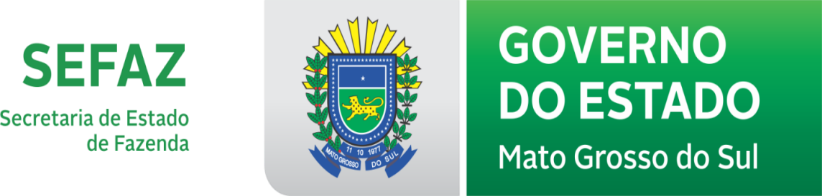 SEFAZ
Secretaria de Estado
de Fazenda
11 10 1977
MATO GROSSO DO SUL
GOVERNO
DO ESTADO
Mato Grosso do Sul